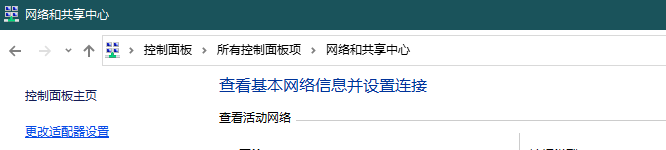 网络和共享中心
控制面板 所有控制面板项 网络和共享中心
查看基本网络信息并设置连接
控制面板主页
查看活动网络
更改适配器设置